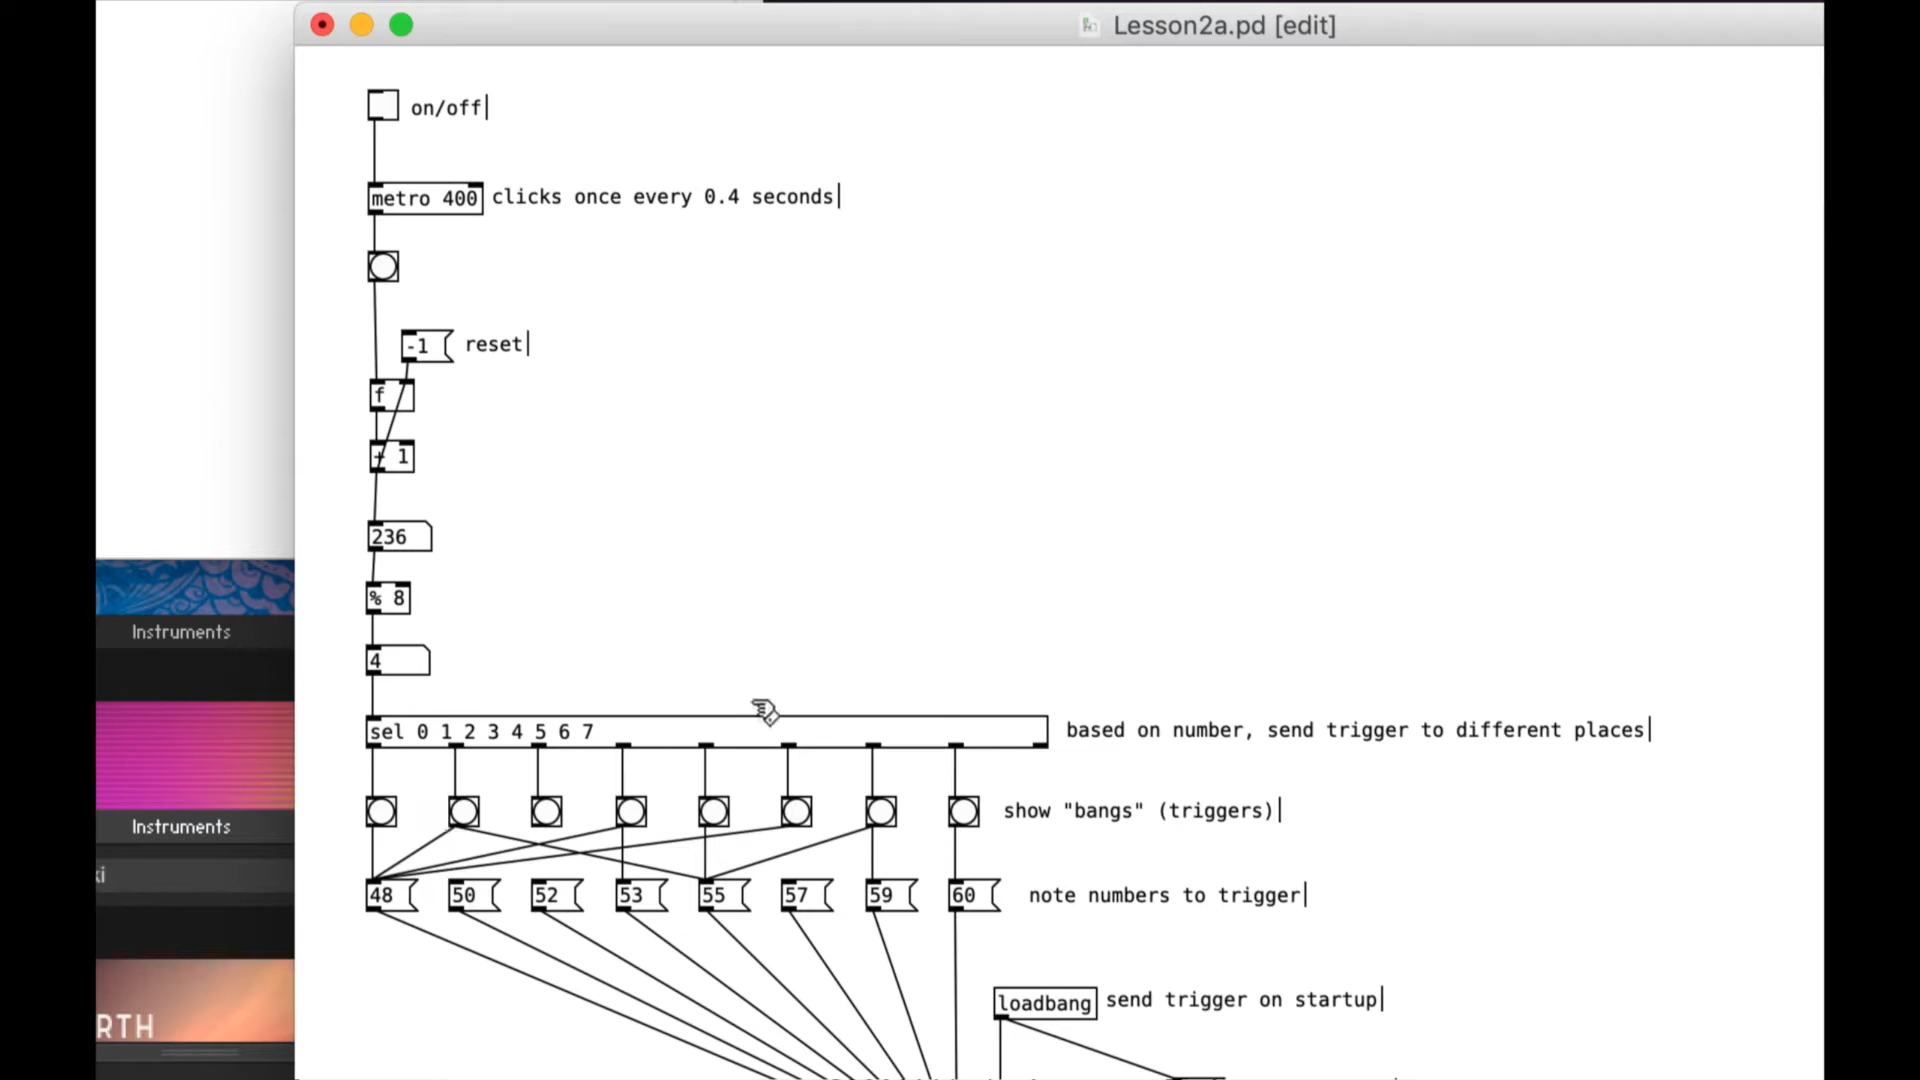 Lesson2a.pd [edit]
on/off
metro 400 clicks once every 0.4 seconds
-1 reset
f
+ 1
236
% 8
4
sel 0 1 2 3 4 5 6 7 based on number, send trigger to different places
show "bangs" (triggers)
48 50 52 53 55 57 59 60 note numbers to trigger
loadbang send trigger on startup
Instruments
Instruments
ki
RTH